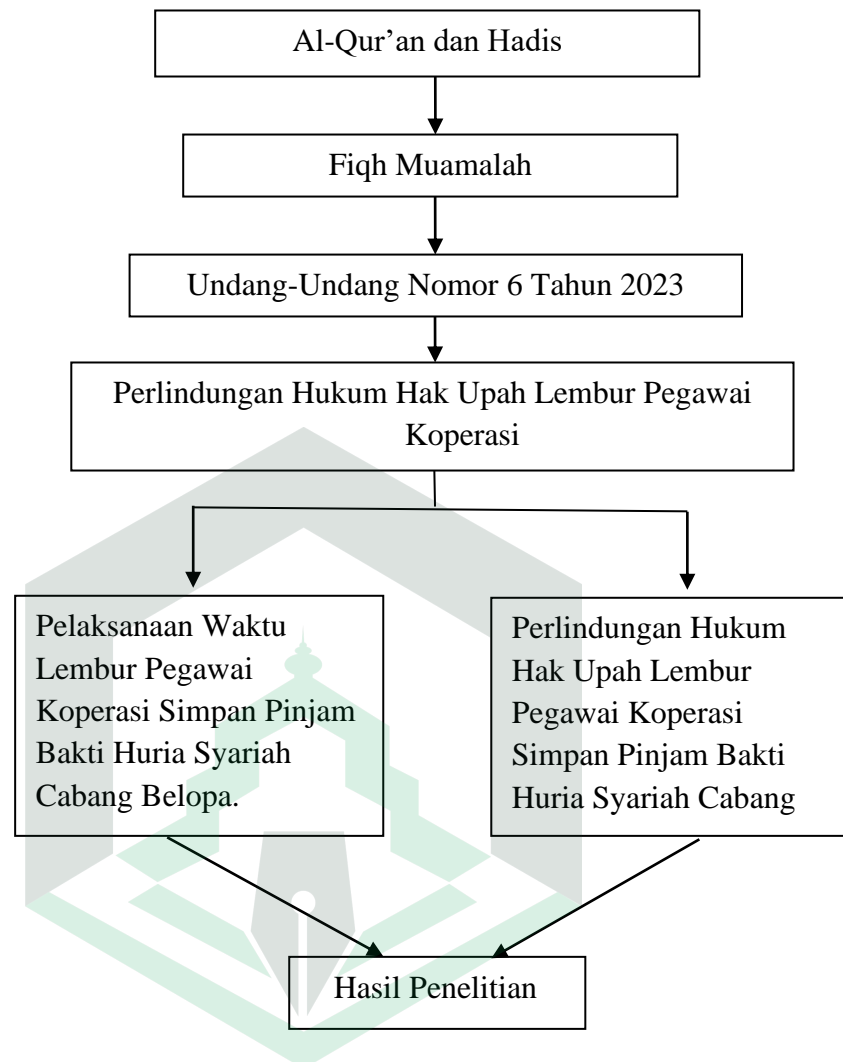 Al-Qur’an dan Hadis
Fiqh Muamalah
Undang-Undang Nomor 6 Tahun 2023
Perlindungan Hukum Hak Upah Lembur Pegawai
Koperasi
Pelaksanaan Waktu
Lembur Pegawai
Koperasi Simpan Pinjam
Bakti Huria Syariah
Cabang Belopa.
Perlindungan Hukum
Hak Upah Lembur
Pegawai Koperasi
Simpan Pinjam Bakti
Huria Syariah Cabang
Hasil Penelitian